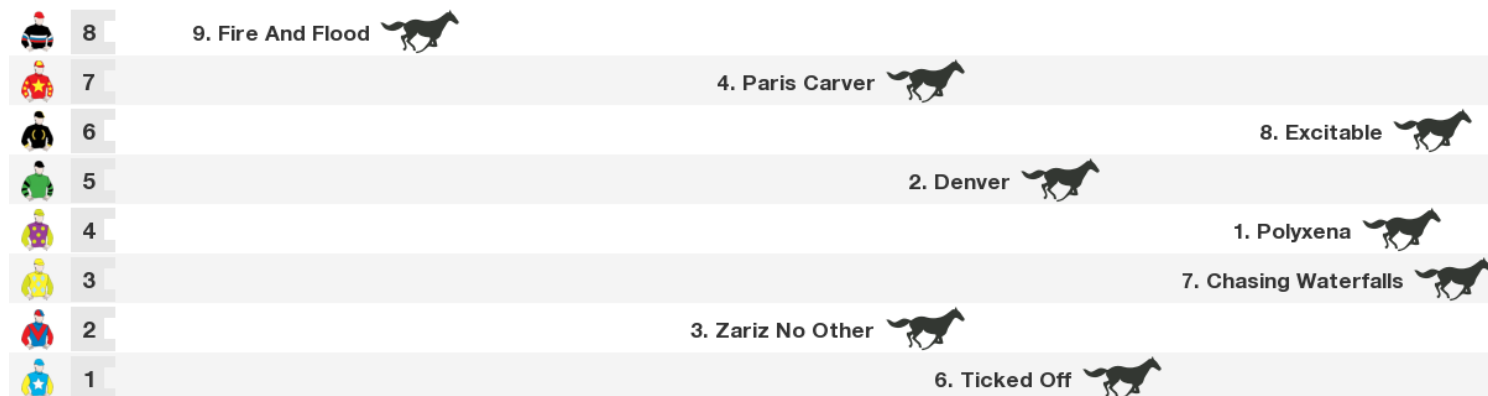 8 9. Fire And Flood
7 4. Paris Carver
6 8. Excitable
5 2. Denver
4 1. Polyxena
3 7. Chasing Waterfalls
2 3. Zariz No Other
1 6. Ticked Off